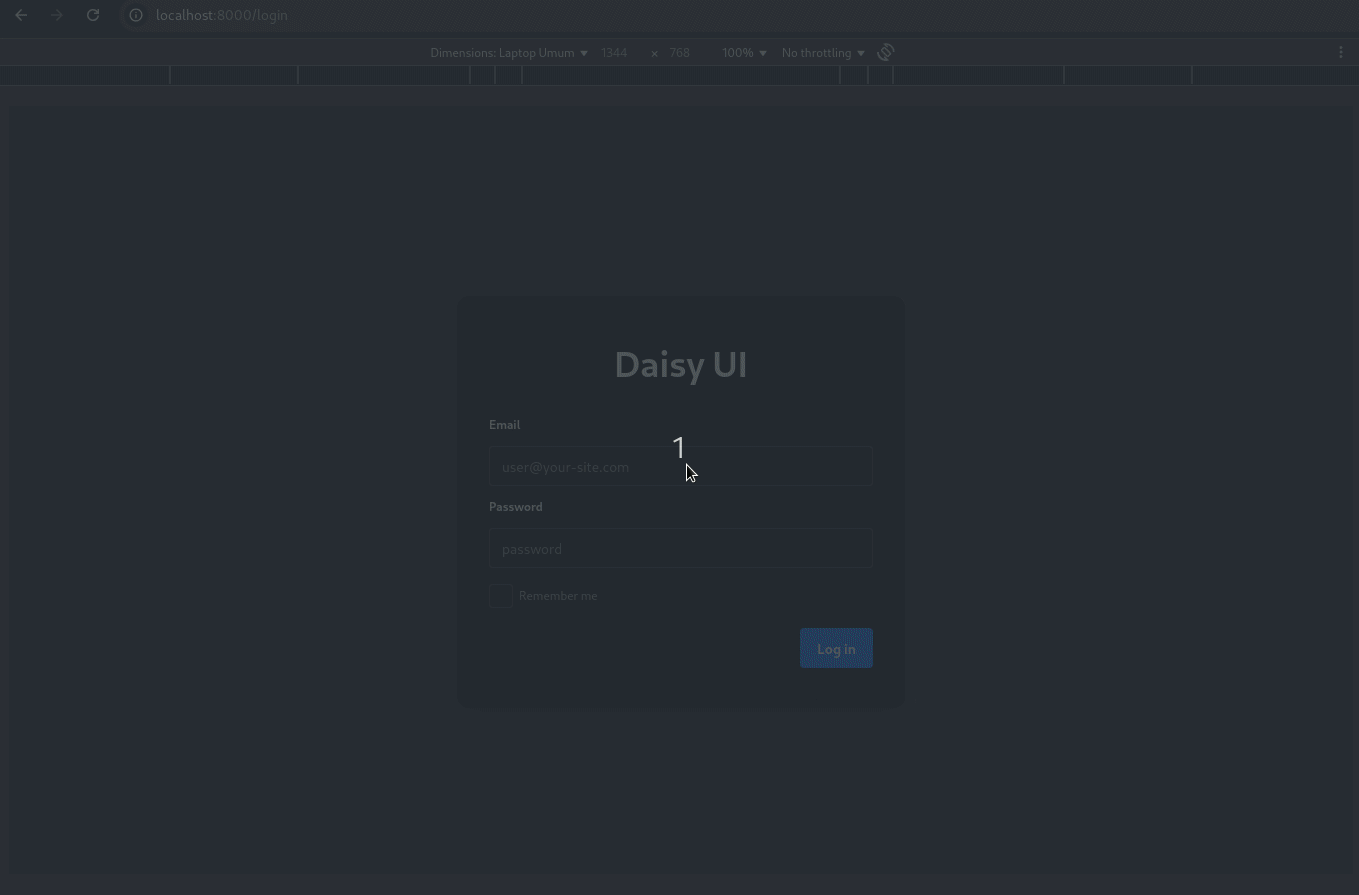 localhost:8000/login
Dimensions: Laptop Umum 1344 × 768 100% No throttling
Daisy UI
Email
1
user@your-site.com
Password
password
Remember me
Log in